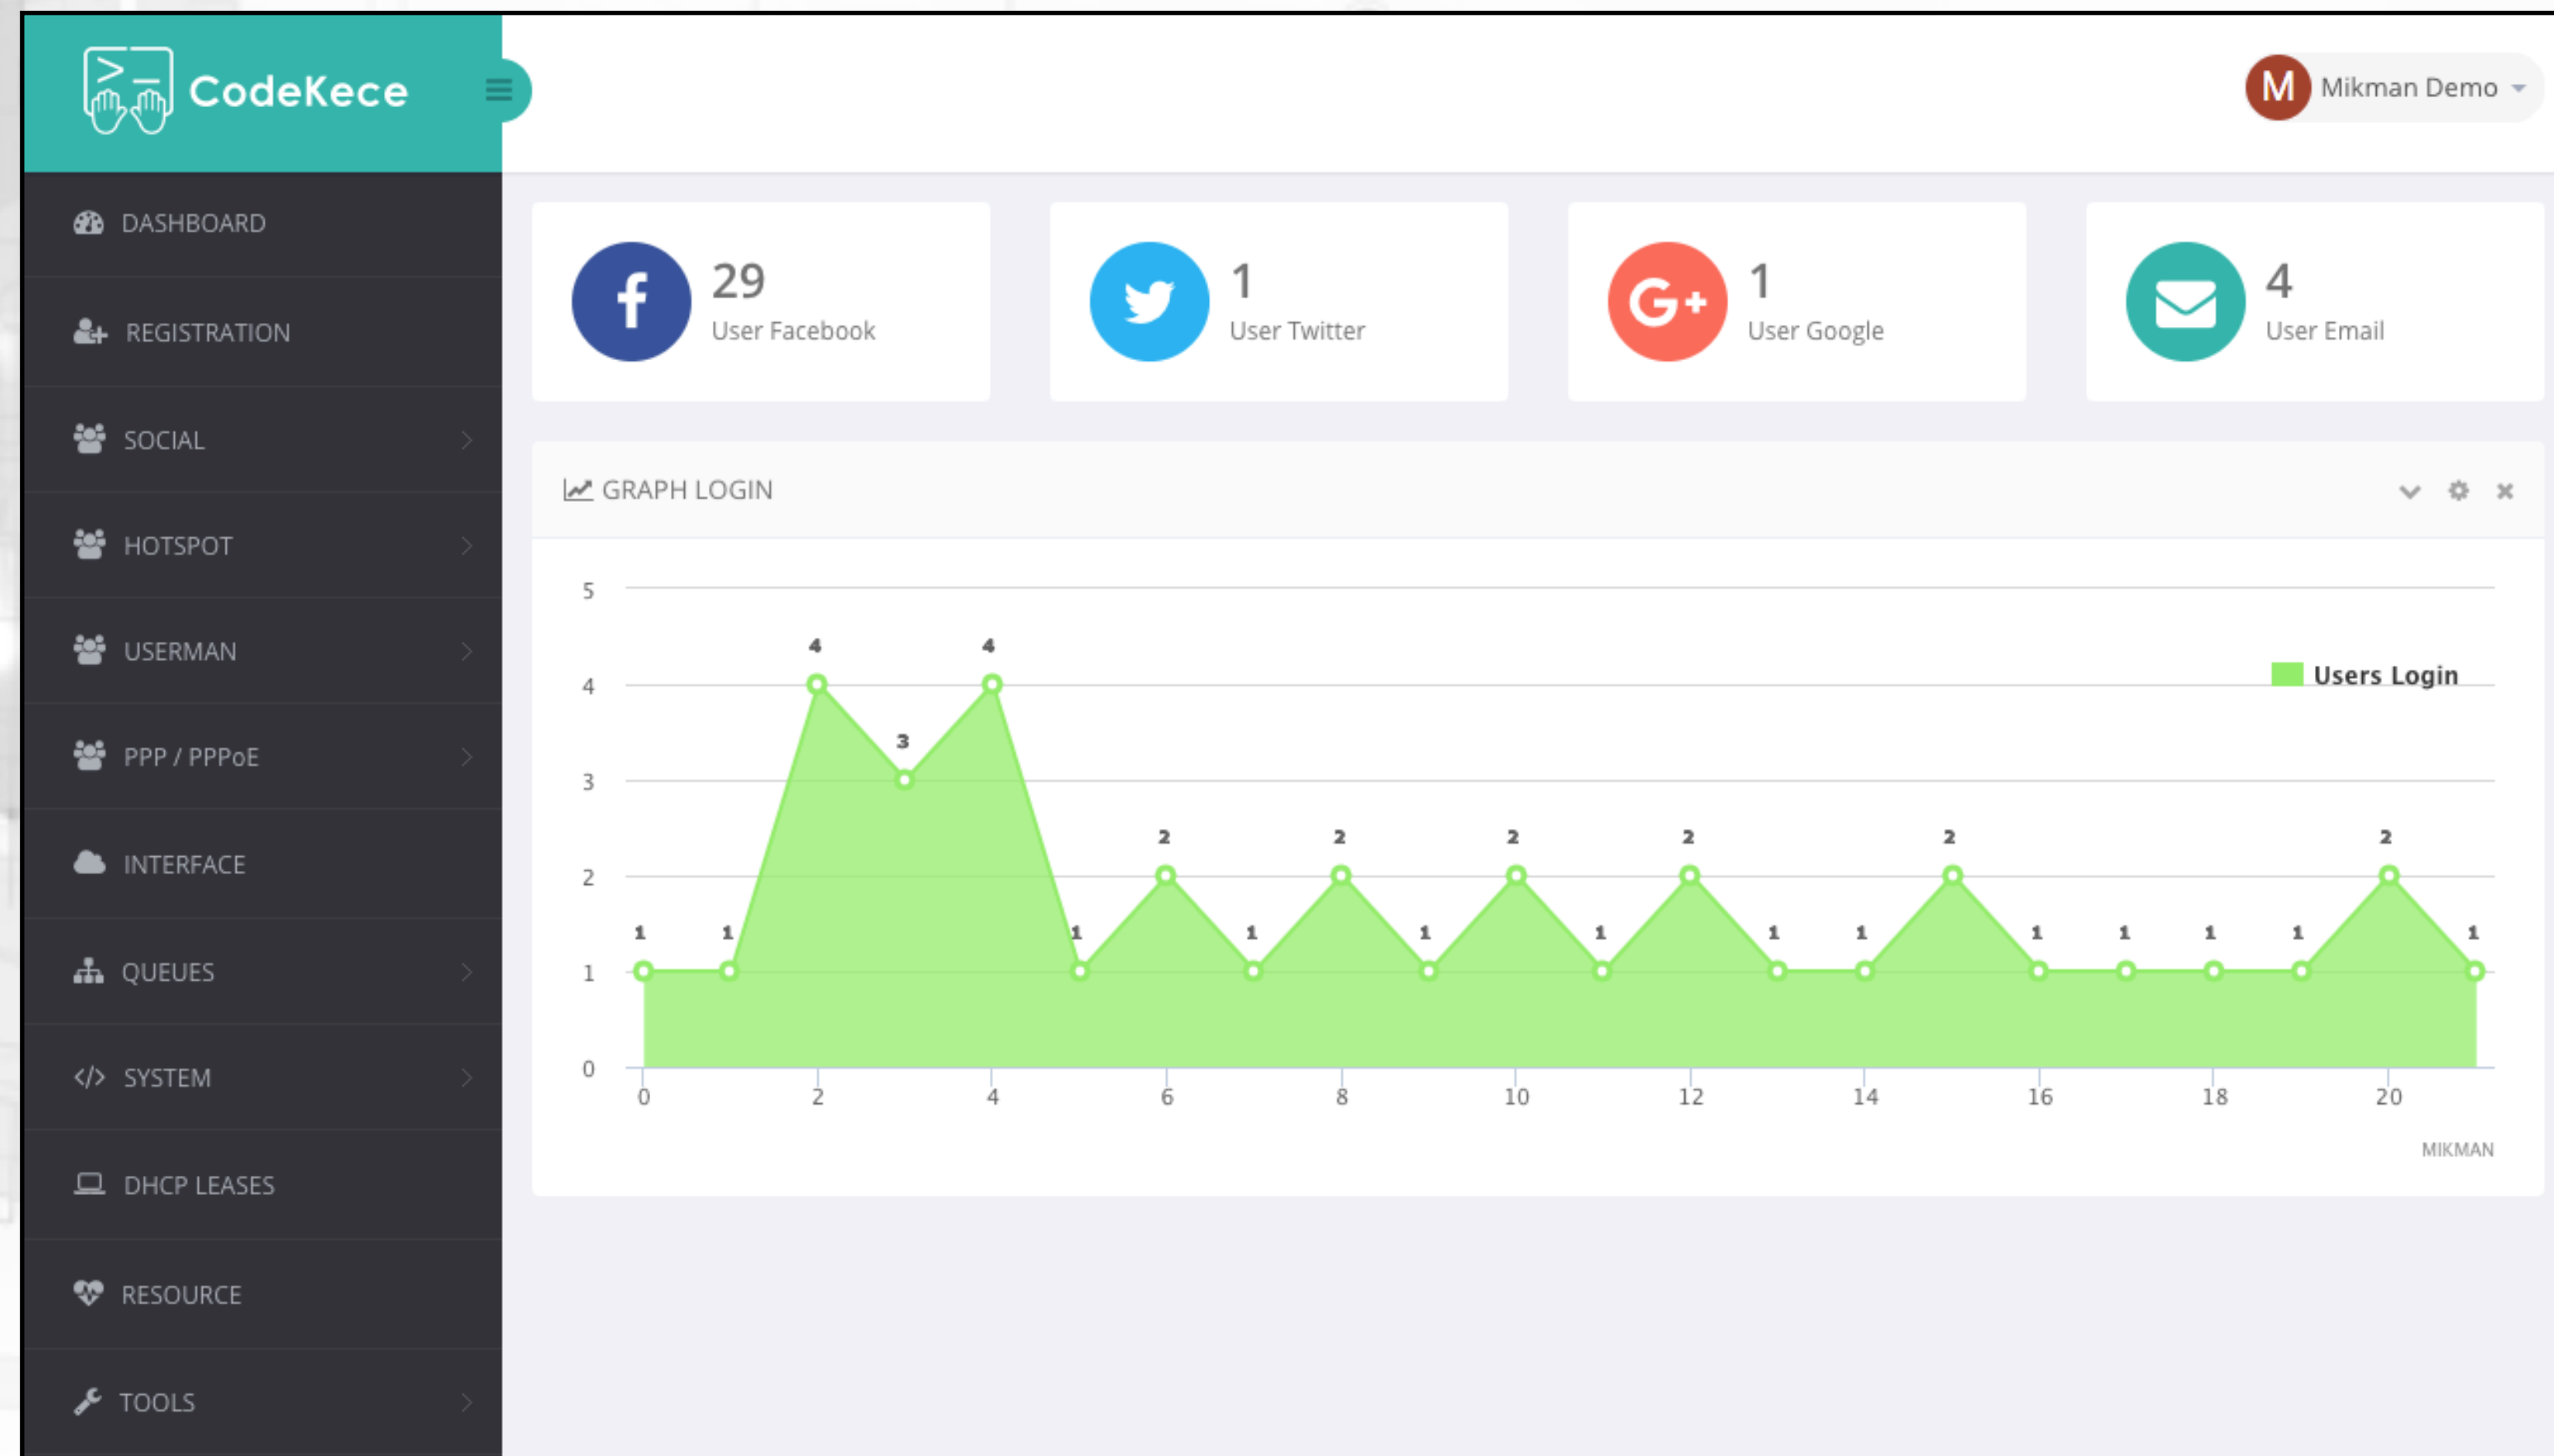 CodeKece
M Mikman Demo
DASHBOARD
REGISTRATION
SOCIAL
HOTSPOT
USERMAN
PPP / PPPoE
INTERFACE
QUEUES
</> SYSTEM
DHCP LEASES
RESOURCE
TOOLS
29
User Facebook
1
User Twitter
G+
1
User Google
4
User Email
GRAPH LOGIN
5
4
3
2
1
0
Users Login
1 1 4 3 4 1 2 1 2 1 2 1 2 1 1 2 1 1 1 1 2 1
0 2 4 6 8 10 12 14 16 18 20
MIKMAN